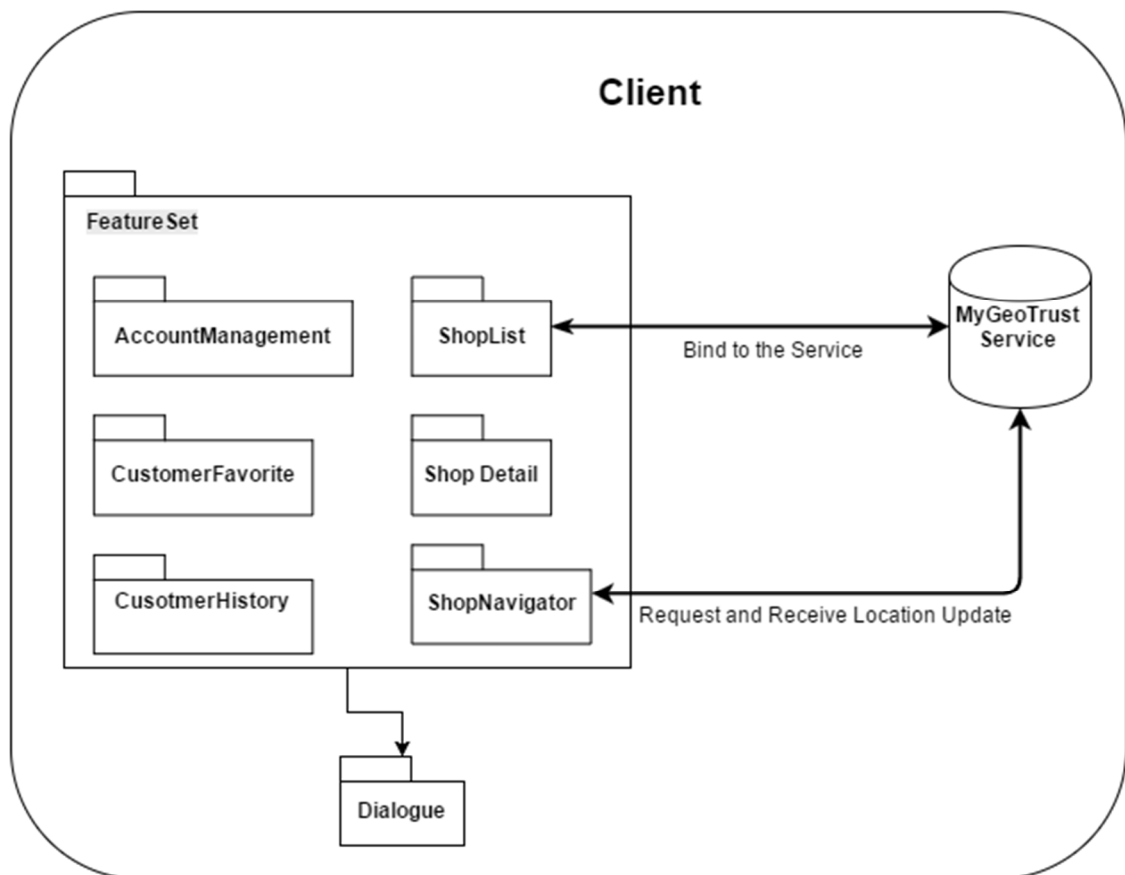 Client
FeatureSet
AccountManagement
ShopList
MyGeoTrust
Service
Bind to the Service
CustomerFavorite
Shop Detail
CusotmerHistory
ShopNavigator
Request and Receive Location Update
Dialogue